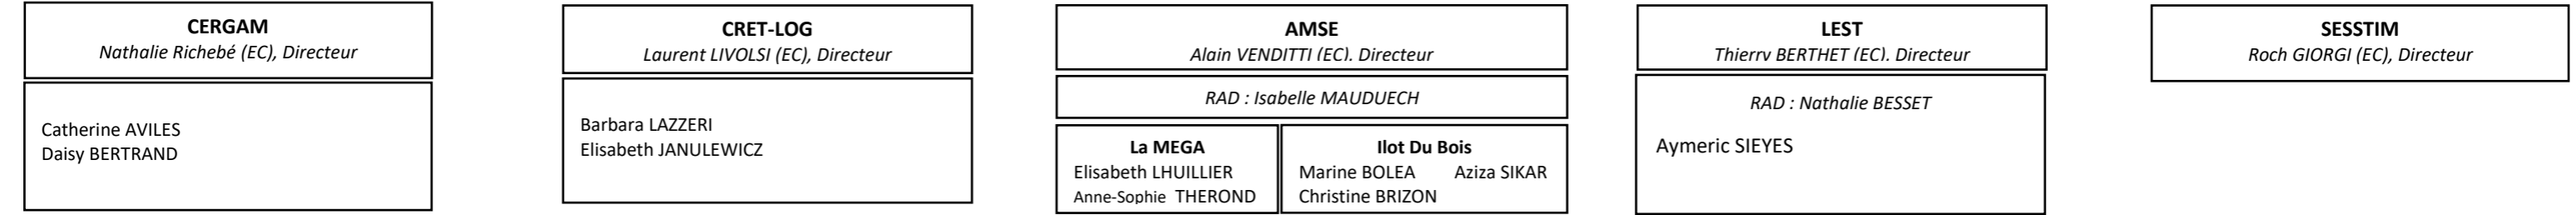 CERGAM
Nathalie Richebé (EC), Directeur
Catherine AVILES
Daisy BERTRAND
CRET-LOG
Laurent LIVOLSI (EC), Directeur
Barbara LAZZERI
Elisabeth JANULEWICZ
AMSE
Alain VENDITTI (EC). Directeur
RAD : Isabelle MAUDUECH
La MEGA
Elisabeth LHUILLIER
Anne-Sophie THEROND
Ilot Du Bois
Marine BOLEA Aziza SIKAR
Christine BRIZON
LEST
Thierry BERTHET (EC). Directeur
RAD : Nathalie BESSET
Aymeric SIEYES
SESSTIM
Roch GIORGI (EC), Directeur